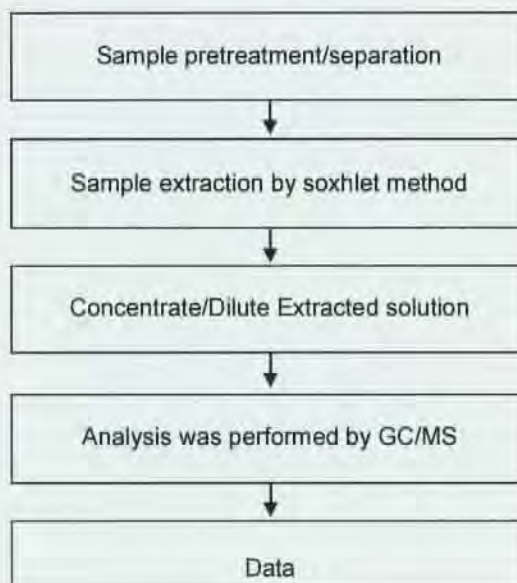 Sample pretreatment/separation
Sample extraction by soxhlet method
Concentrate/Dilute Extracted solution
Analysis was performed by GC/MS
Data